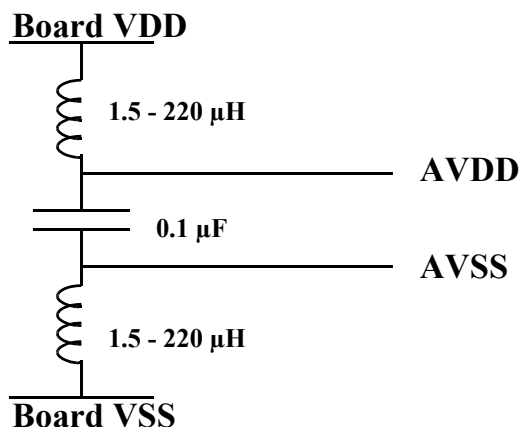 Board VDD
1.5 - 220 µH
AVDD
0.1 µF
AVSS
1.5 - 220 µH
Board VSS